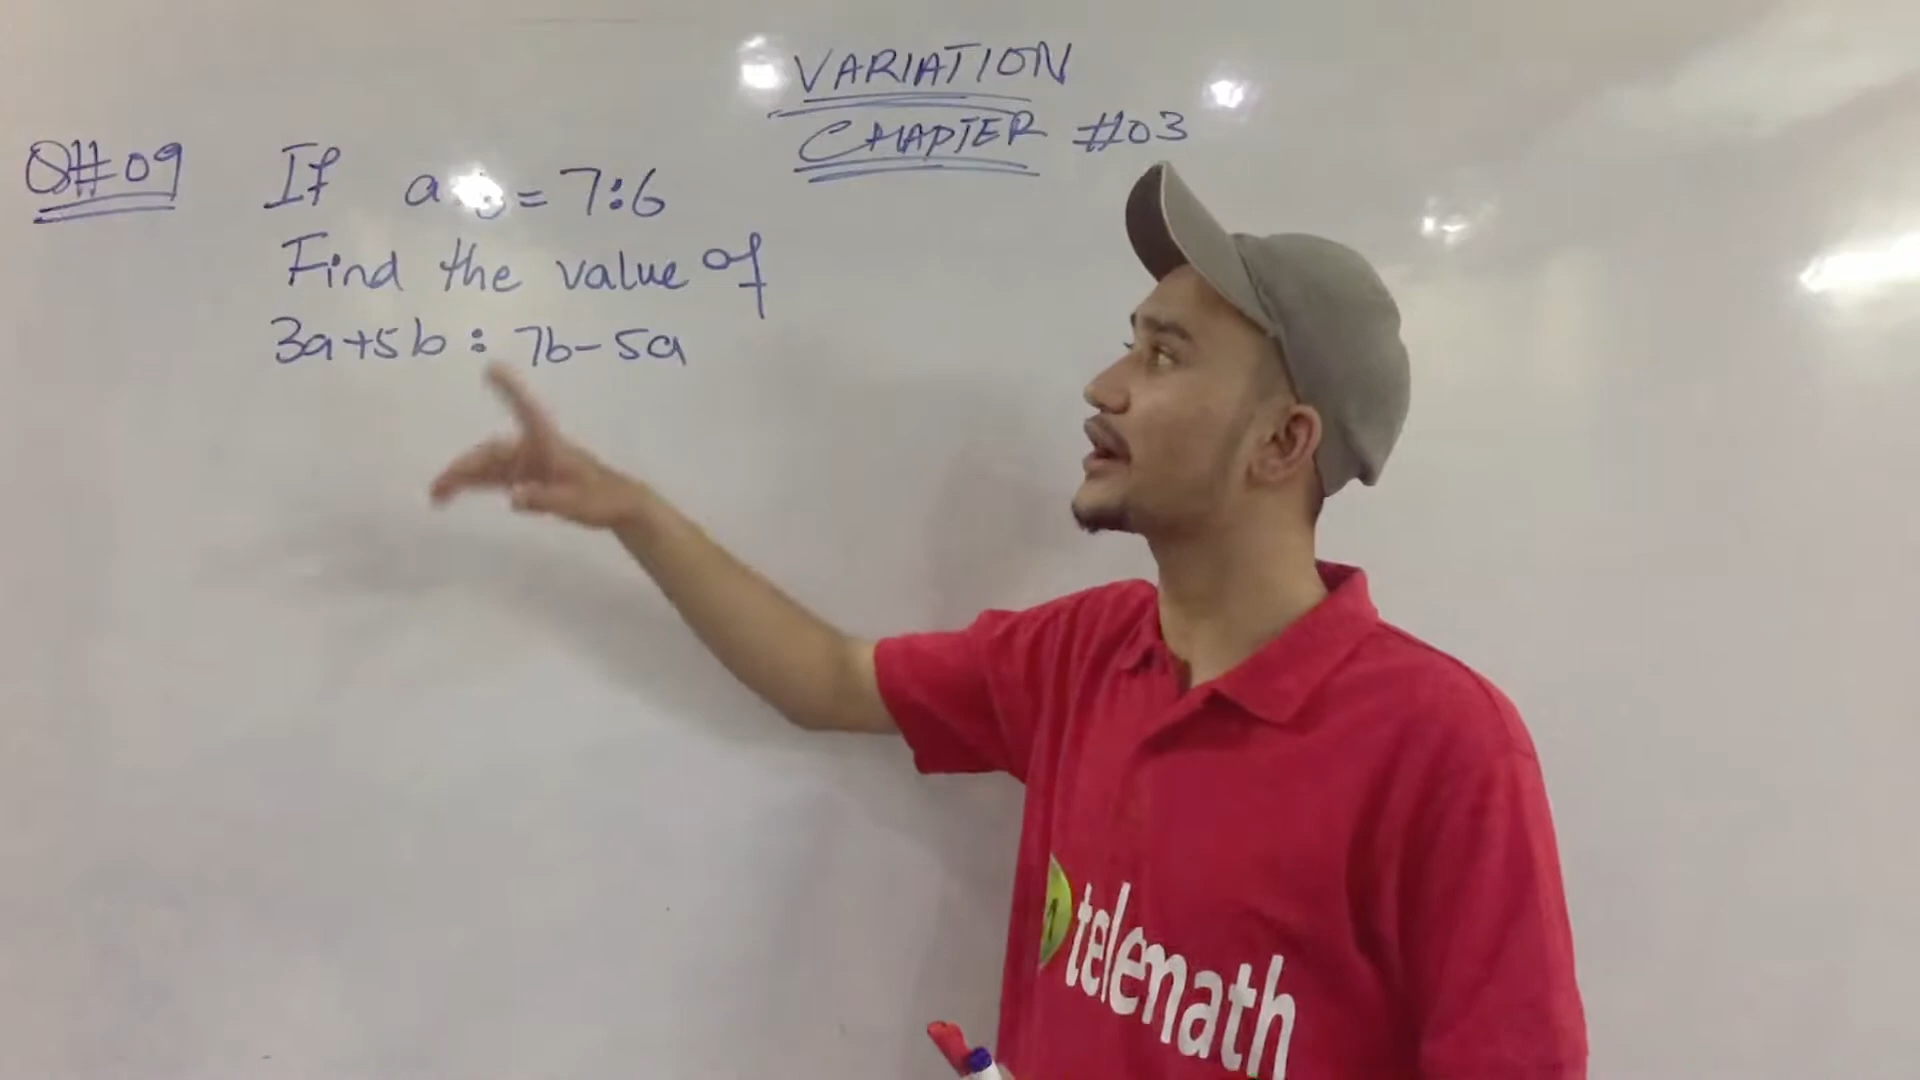 VARIATION
CHAPTER #03
Q#09 If a = 7:6
Find the value of
3a+5b : 7b-5a
telemath